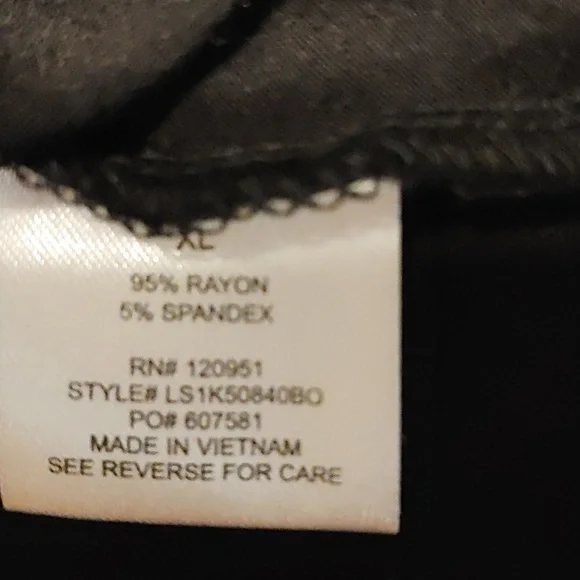 XL
95% RAYON
5% SPANDEX
RN# 120951
STYLE# LS1K50840BO
PO# 607581
MADE IN VIETNAM
SEE REVERSE FOR CARE